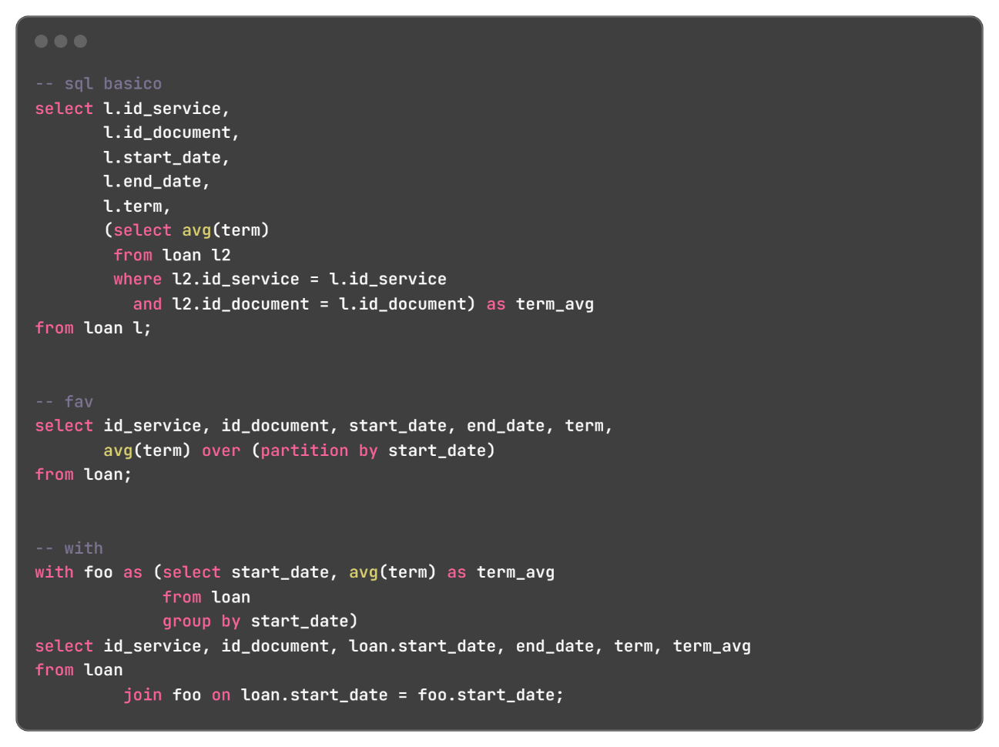 -- sql basico
select l.id_service,
       l.id_document,
       l.start_date,
       l.end_date,
       l.term,
       (select avg(term)
        from loan l2
        where l2.id_service = l.id_service
          and l2.id_document = l.id_document) as term_avg
from loan l;
-- fav
select id_service, id_document, start_date, end_date, term,
       avg(term) over (partition by start_date)
from loan;
-- with
with foo as (select start_date, avg(term) as term_avg
             from loan
             group by start_date)
select id_service, id_document, loan.start_date, end_date, term, term_avg
from loan
         join foo on loan.start_date = foo.start_date;